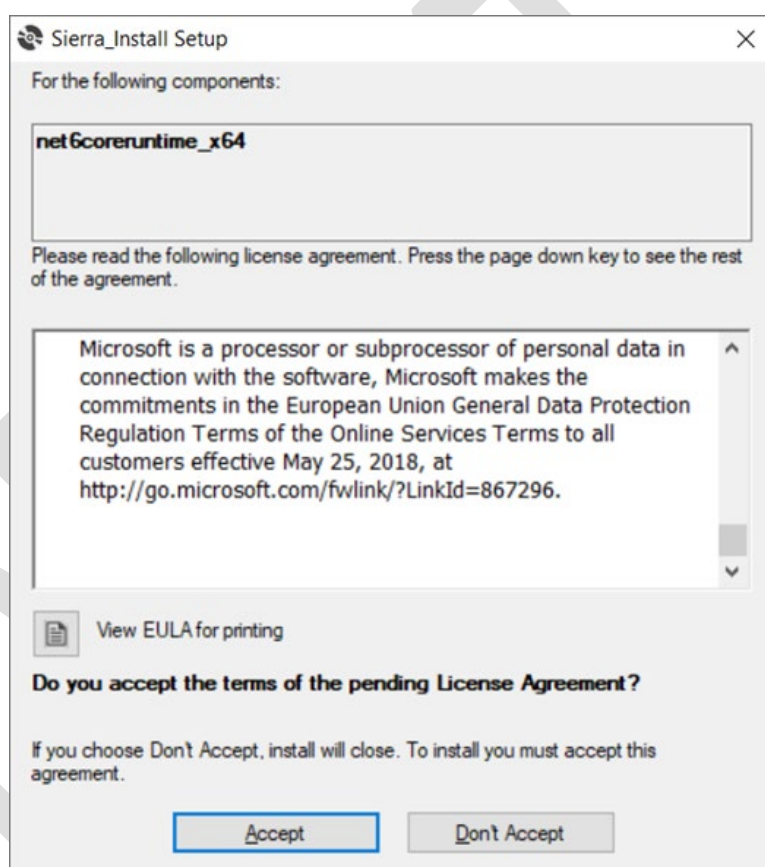 Sierra_Install Setup
For the following components:
net6coreruntime_x64
Please read the following license agreement. Press the page down key to see the rest
of the agreement.
Microsoft is a processor or subprocessor of personal data in
connection with the software, Microsoft makes the
commitments in the European Union General Data Protection
Regulation Terms of the Online Services Terms to all
customers effective May 25, 2018, at
http://go.microsoft.com/fwlink/?LinkId=867296.
View EULA for printing
Do you accept the terms of the pending License Agreement?
If you choose Don't Accept, install will close. To install you must accept this
agreement.
Accept
Don't Accept